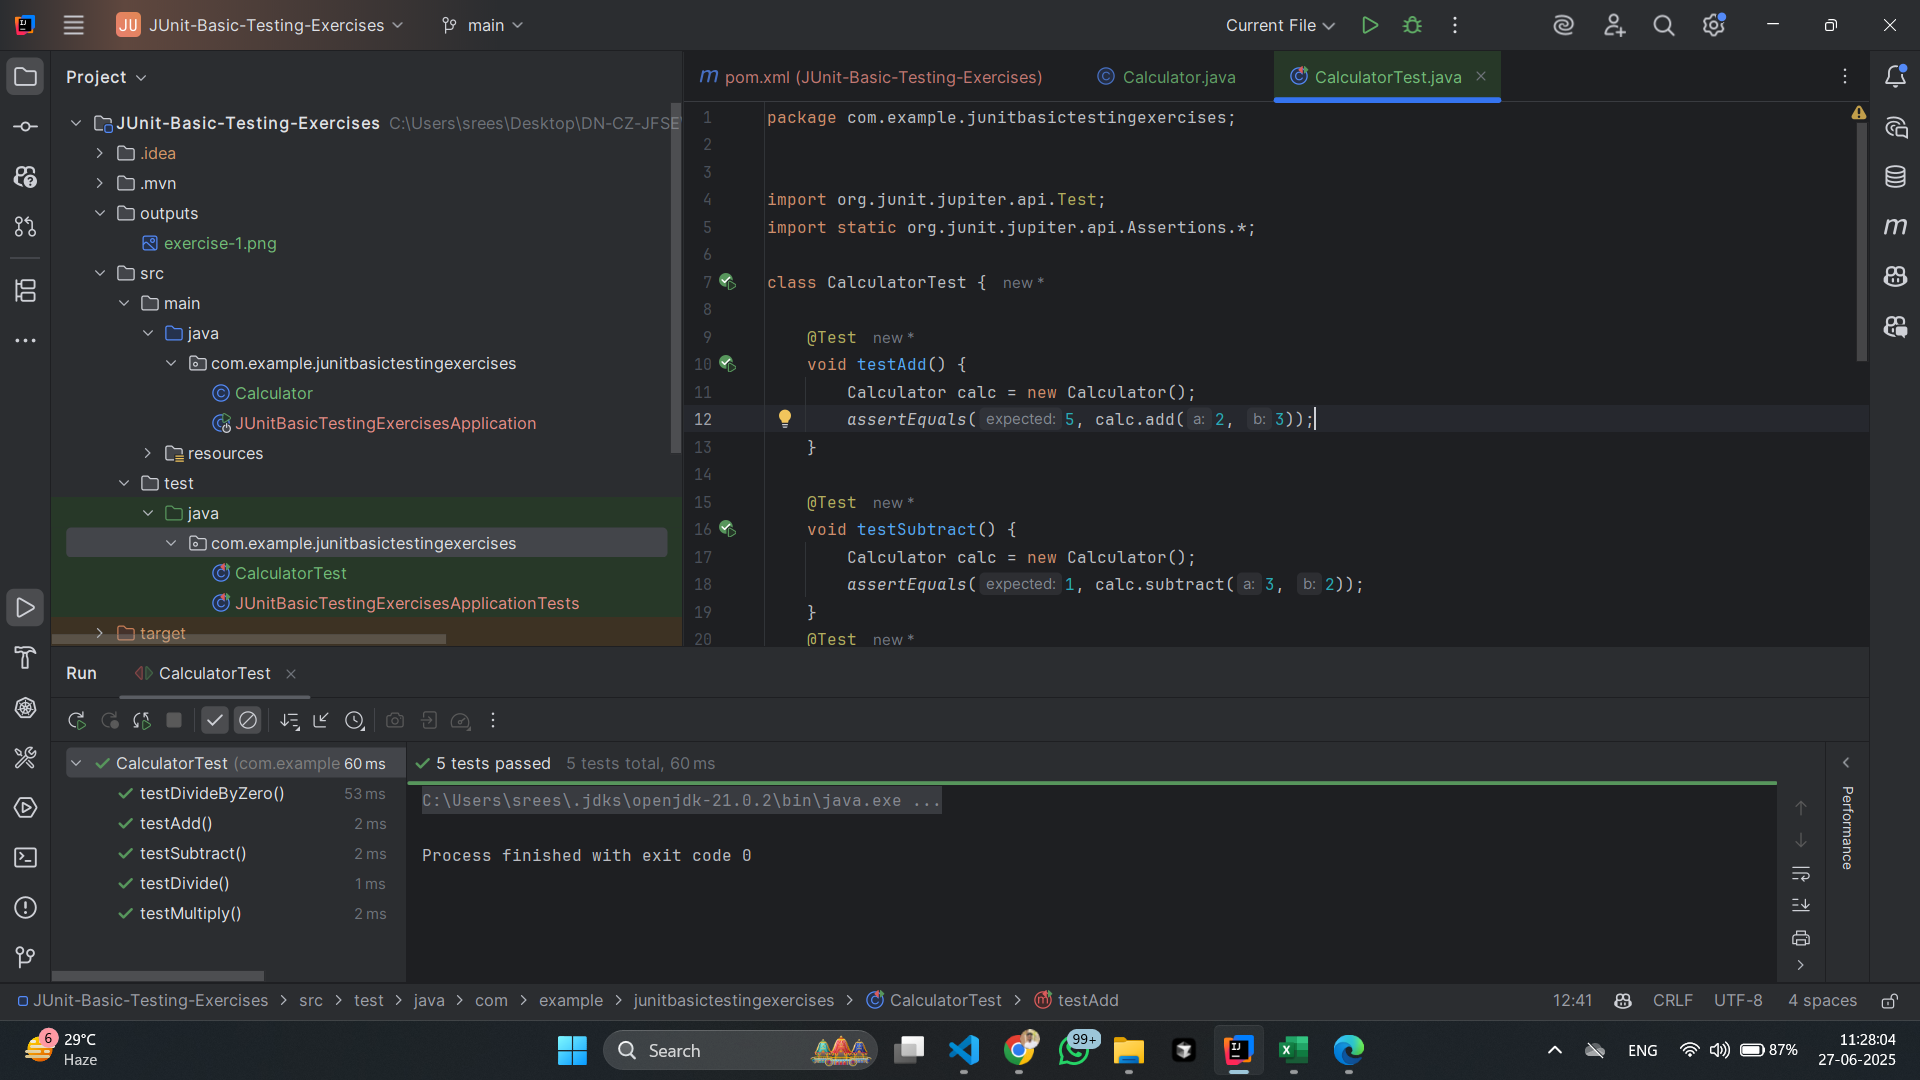 JU JUnit-Basic-Testing-Exercises main Current File
Project
pom.xml (JUnit-Basic-Testing-Exercises) Calculator.java CalculatorTest.java
JUnit-Basic-Testing-Exercises C:\Users\srees\Desktop\DN-CZ-JFSE
.idea
.mvn
outputs
exercise-1.png
src
main
java
com.example.junitbasictestingexercises
Calculator
JUnitBasicTestingExercisesApplication
resources
test
java
com.example.junitbasictestingexercises
CalculatorTest
JUnitBasicTestingExercisesApplicationTests
target
1 package com.example.junitbasictestingexercises;
2
3
4 import org.junit.jupiter.api.Test;
5 import static org.junit.jupiter.api.Assertions.*;
6
7 class CalculatorTest { new *
8
9 @Test new *
10 void testAdd() {
11 Calculator calc = new Calculator();
12 assertEquals( expected: 5, calc.add( a: 2, b: 3));
13 }
14
15 @Test new *
16 void testSubtract() {
17 Calculator calc = new Calculator();
18 assertEquals( expected: 1, calc.subtract( a: 3, b: 2));
19 }
20 @Test new *
Run CalculatorTest
CalculatorTest (com.example 60 ms
testDivideByZero() 53 ms
testAdd() 2 ms
testSubtract() 2 ms
testDivide() 1 ms
testMultiply() 2 ms
5 tests passed 5 tests total, 60 ms
C:\Users\srees\.jdks\openjdk-21.0.2\bin\java.exe ...
Process finished with exit code 0
Performance
JUnit-Basic-Testing-Exercises > src > test > java > com > example > junitbasictestingexercises > CalculatorTest > testAdd 12:41 CRLF UTF-8 4 spaces
6 29°C
Haze
Search
99+
ENG
87%
11:28:04
27-06-2025